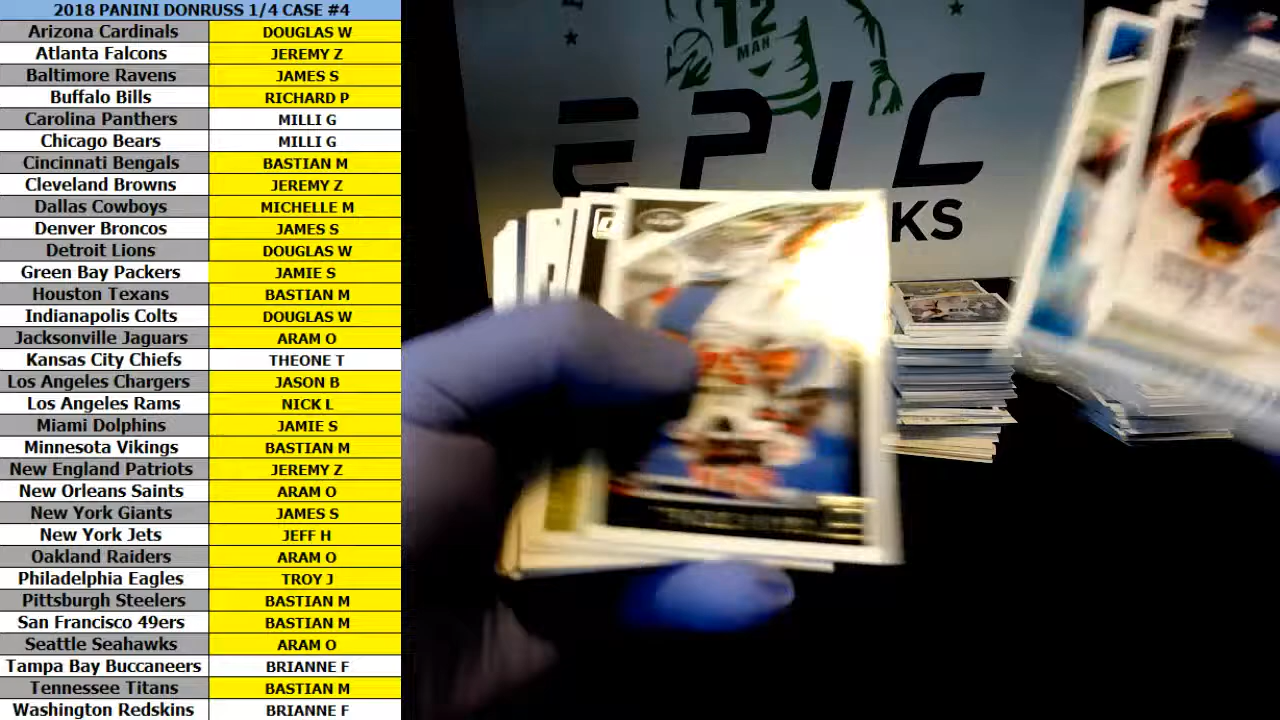 2018 PANINI DONRUSS 1/4 CASE #4
Arizona Cardinals DOUGLAS W
Atlanta Falcons JEREMY Z
Baltimore Ravens JAMES S
Buffalo Bills RICHARD P
Carolina Panthers MILLI G
Chicago Bears MILLI G
Cincinnati Bengals BASTIAN M
Cleveland Browns JEREMY Z
Dallas Cowboys MICHELLE M
Denver Broncos JAMES S
Detroit Lions DOUGLAS W
Green Bay Packers JAMIE S
Houston Texans BASTIAN M
Indianapolis Colts DOUGLAS W
Jacksonville Jaguars ARAM O
Kansas City Chiefs THEONE T
Los Angeles Chargers JASON B
Los Angeles Rams NICK L
Miami Dolphins JAMIE S
Minnesota Vikings BASTIAN M
New England Patriots JEREMY Z
New Orleans Saints ARAM O
New York Giants JAMES S
New York Jets JEFF H
Oakland Raiders ARAM O
Philadelphia Eagles TROY J
Pittsburgh Steelers BASTIAN M
San Francisco 49ers BASTIAN M
Seattle Seahawks ARAM O
Tampa Bay Buccaneers BRIANNE F
Tennessee Titans BASTIAN M
Washington Redskins BRIANNE F
12
MAN
EPIC
KS